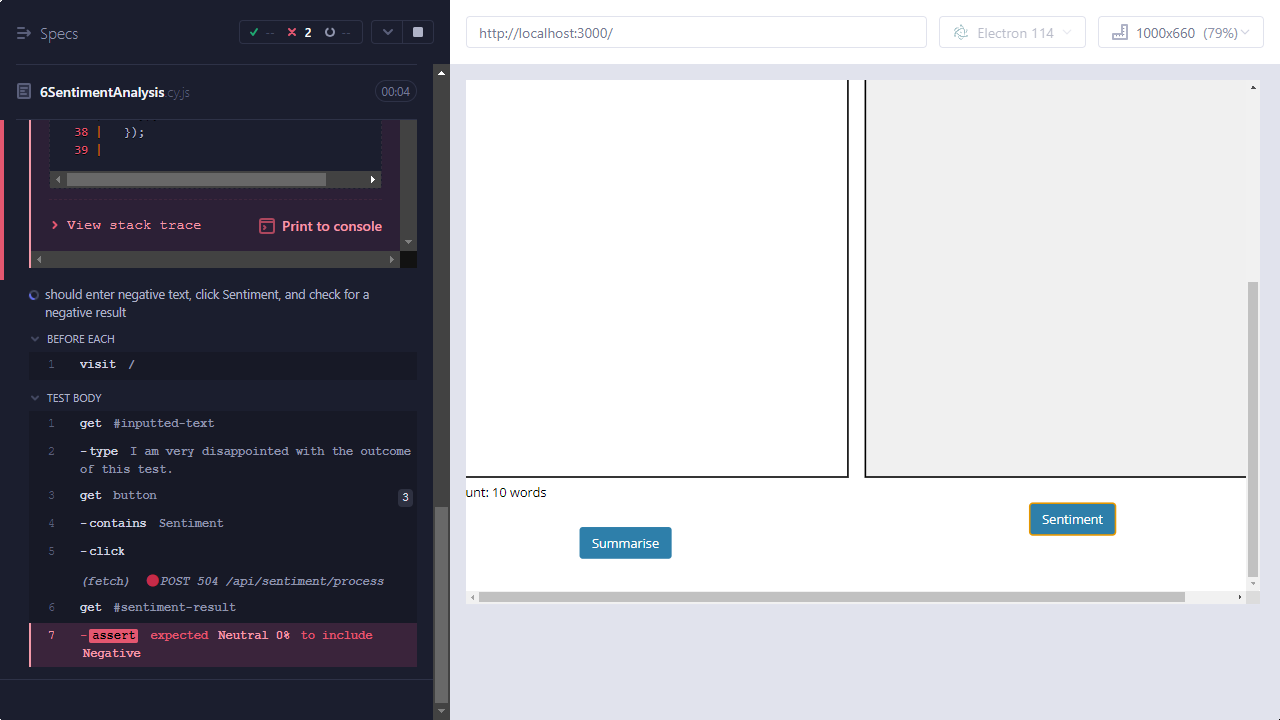 Specs
--
2
--
http://localhost:3000/
Electron 114
1000x660 (79%)
6SentimentAnalysis cy.js
00:04
38 | });
39 |
View stack trace
Print to console
should enter negative text, click Sentiment, and check for a
negative result
BEFORE EACH
1 visit /
TEST BODY
1 get #inputted-text
2 -type I am very disappointed with the outcome
of this test.
3 get button 3
4 -contains Sentiment
5 -click
(fetch) POST 504 /api/sentiment/process
6 get #sentiment-result
7 -assert expected Neutral 0% to include
Negative
unt: 10 words
Summarise
Sentiment